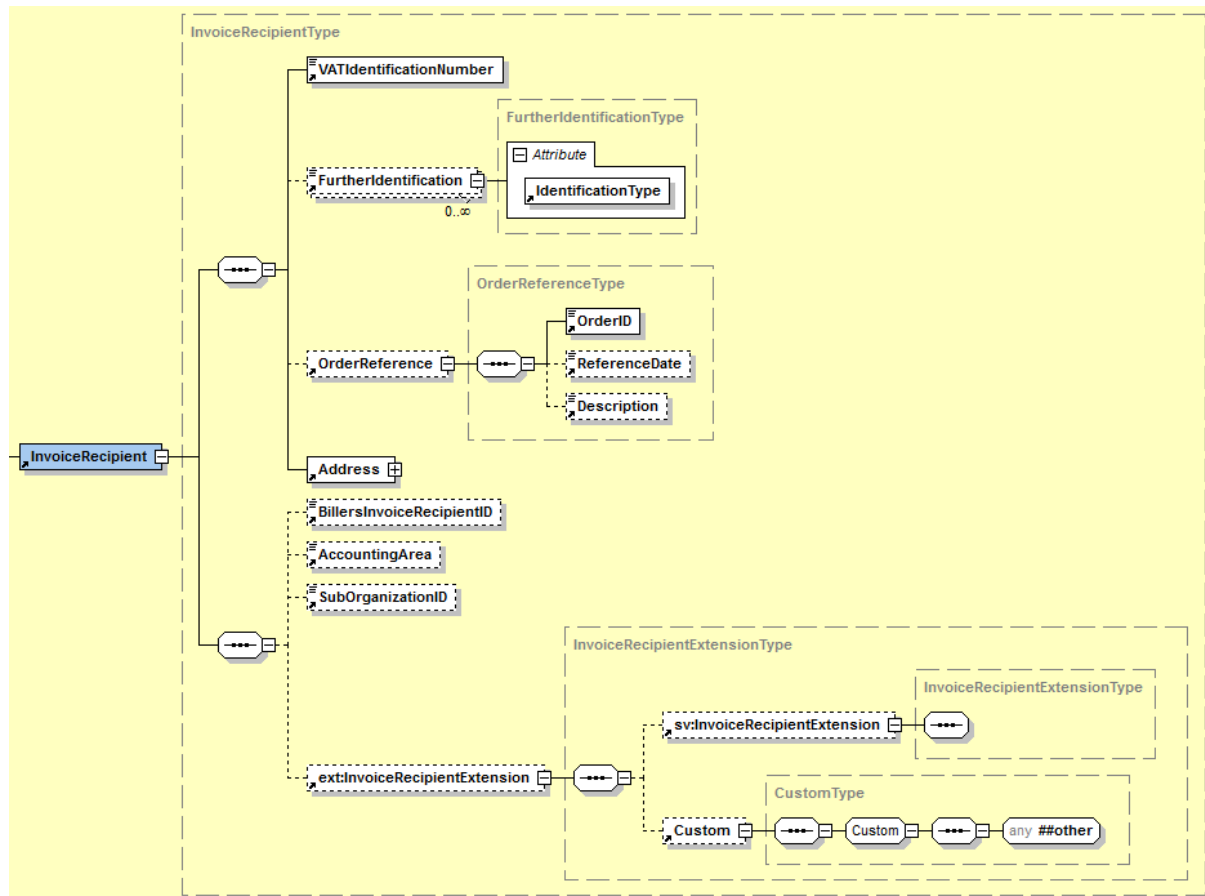 InvoiceRecipientType
VATIdentificationNumber
FurtherIdentificationType
Attribute
FurtherIdentification
IdentificationType
0..∞
OrderReferenceType
OrderID
OrderReference
ReferenceDate
Description
InvoiceRecipient
Address
BillersInvoiceRecipientID
AccountingArea
SubOrganizationID
InvoiceRecipientExtensionType
InvoiceRecipientExtensionType
sv:InvoiceRecipientExtension
ext:InvoiceRecipientExtension
CustomType
Custom
Custom
any ##other